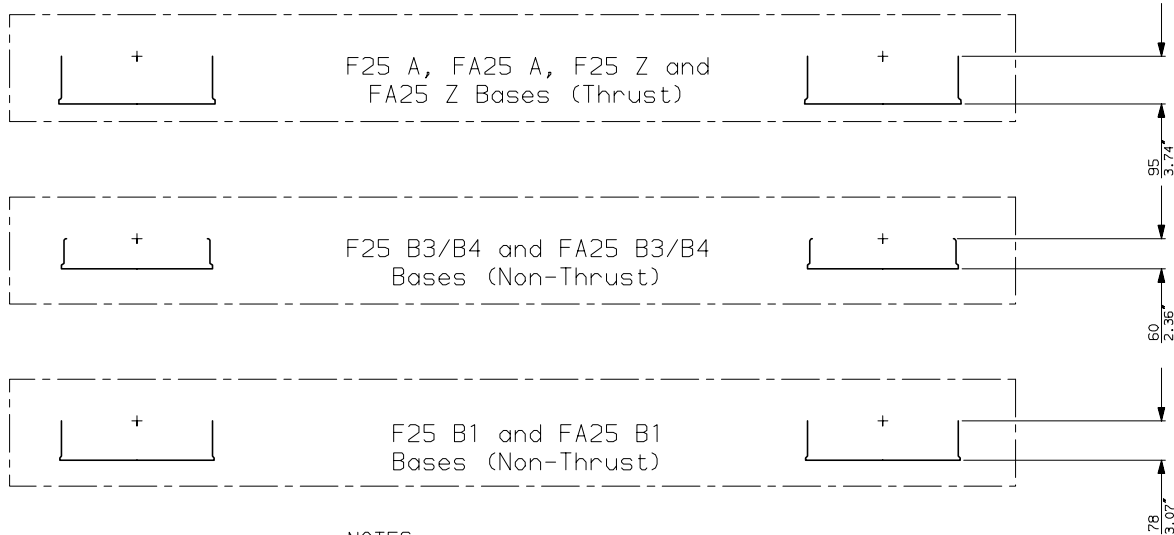 F25 A, FA25 A, F25 Z and
FA25 Z Bases (Thrust)
95
3.74"
F25 B3/B4 and FA25 B3/B4
Bases (Non-Thrust)
60
2.36"
F25 B1 and FA25 B1
Bases (Non-Thrust)
78
3.07"
NOTES